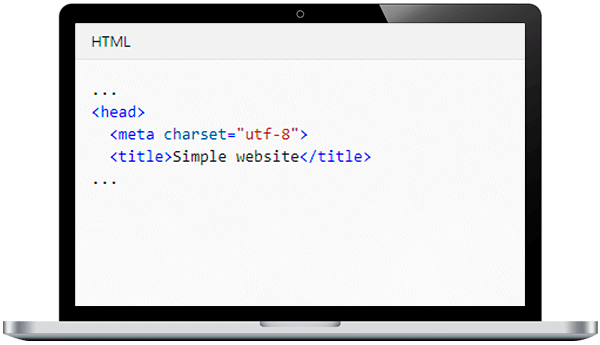 HTML
...
<head>
<meta charset="utf-8">
<title>Simple website</title>
...